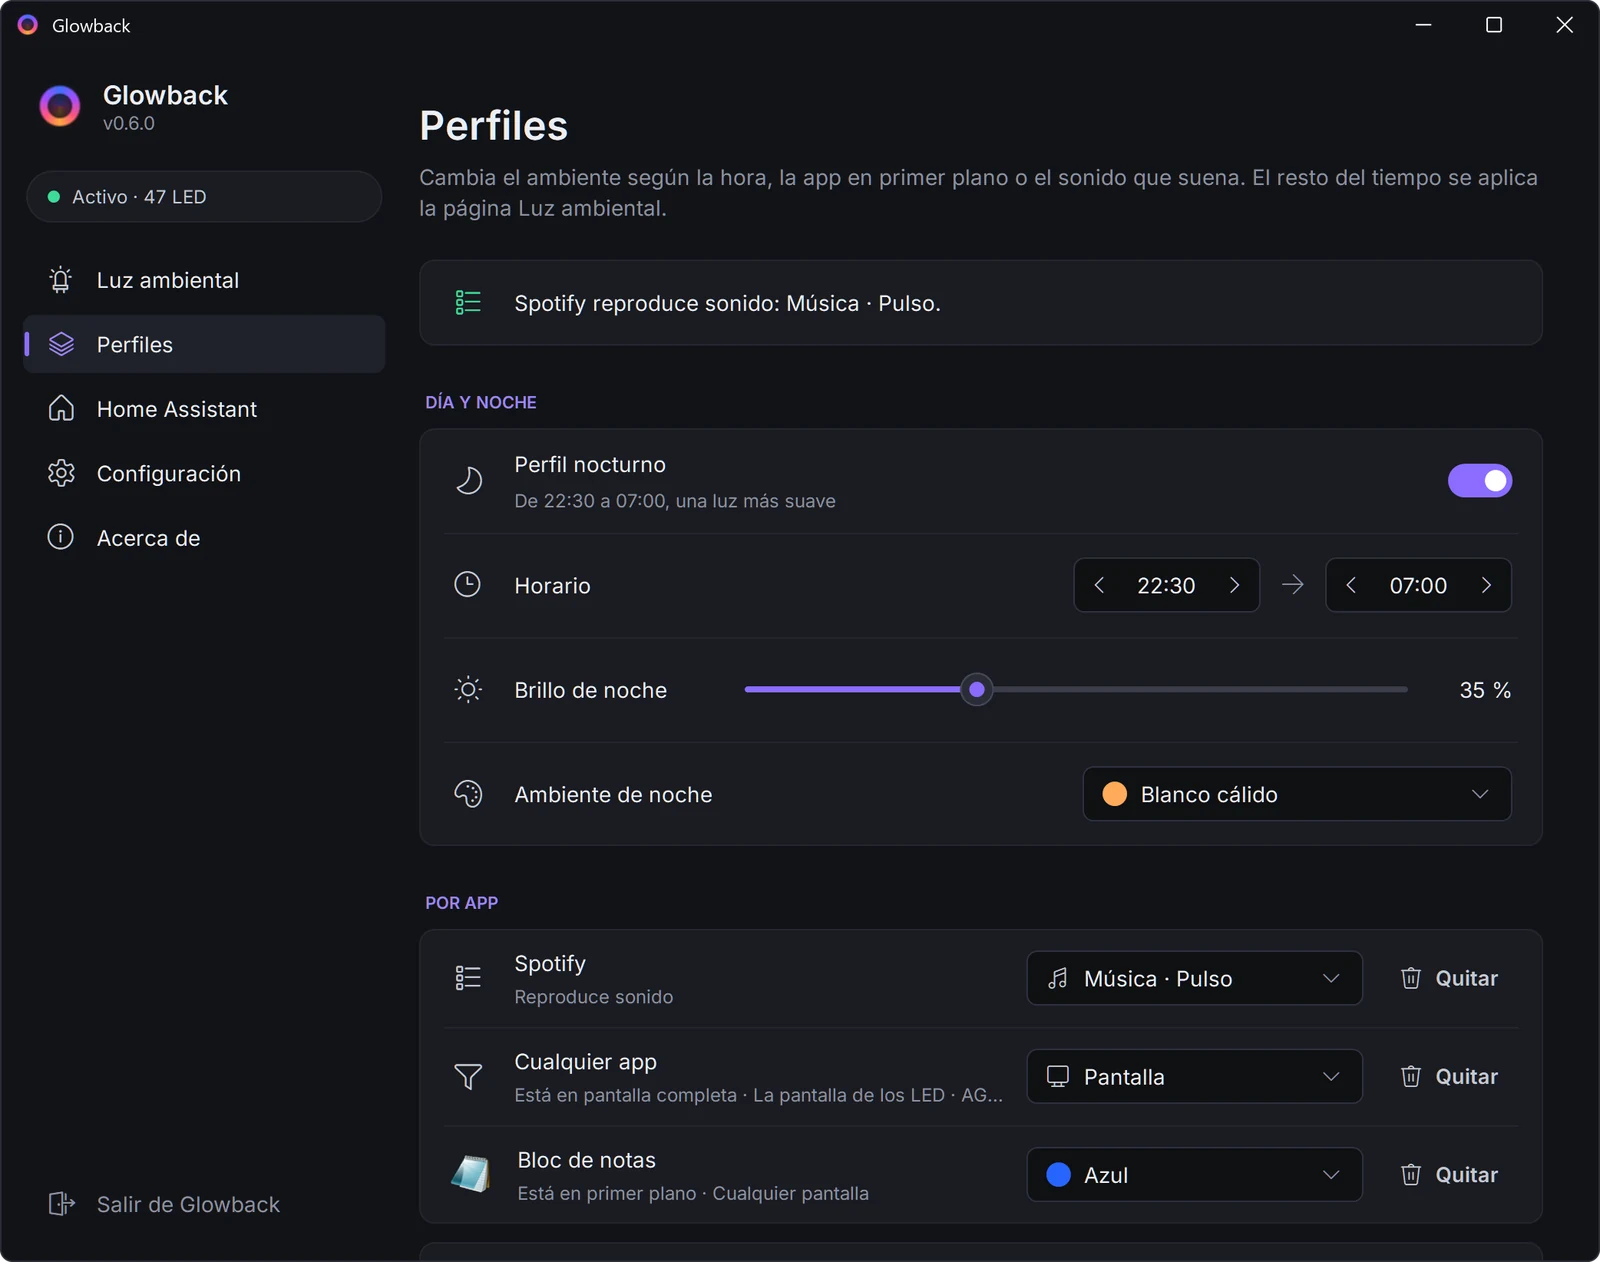 Glowback
Glowback
v0.6.0
Activo · 47 LED
Luz ambiental
Perfiles
Home Assistant
Configuración
Acerca de
Salir de Glowback
Perfiles
Cambia el ambiente según la hora, la app en primer plano o el sonido que suena. El resto del tiempo se aplica
la página Luz ambiental.
Spotify reproduce sonido: Música · Pulso.
DÍA Y NOCHE
Perfil nocturno
De 22:30 a 07:00, una luz más suave
Horario
22:30
07:00
Brillo de noche
35 %
Ambiente de noche
Blanco cálido
POR APP
Spotify
Reproduce sonido
Música · Pulso
Quitar
Cualquier app
Está en pantalla completa · La pantalla de los LED · AG...
Pantalla
Quitar
Bloc de notas
Está en primer plano · Cualquier pantalla
Azul
Quitar